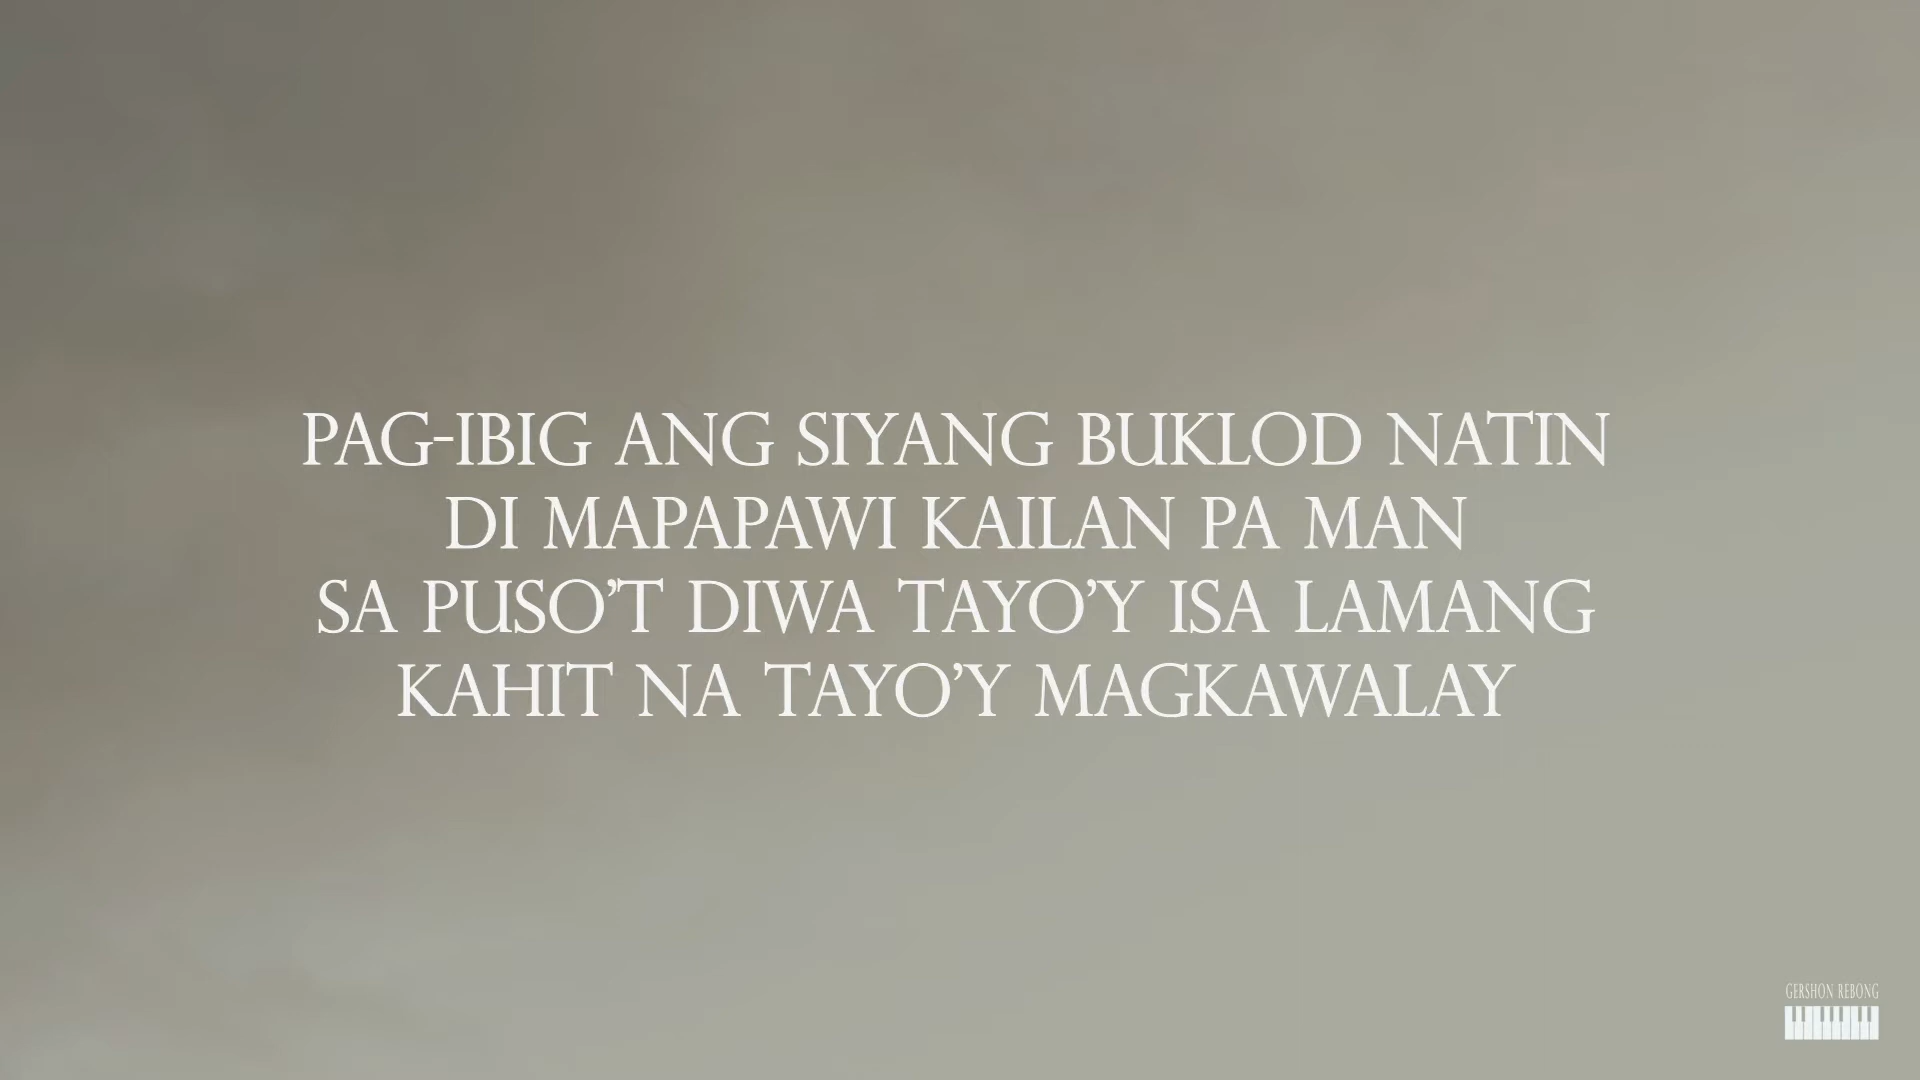 PAG-IBIG ANG SIYANG BUKLOD NATIN
DI MAPAPAWI KAILAN PA MAN
SA PUSO’T DIWA TAYO’Y ISA LAMANG
KAHIT NA TAYO’Y MAGKAWALAY
GERSHON REBONG